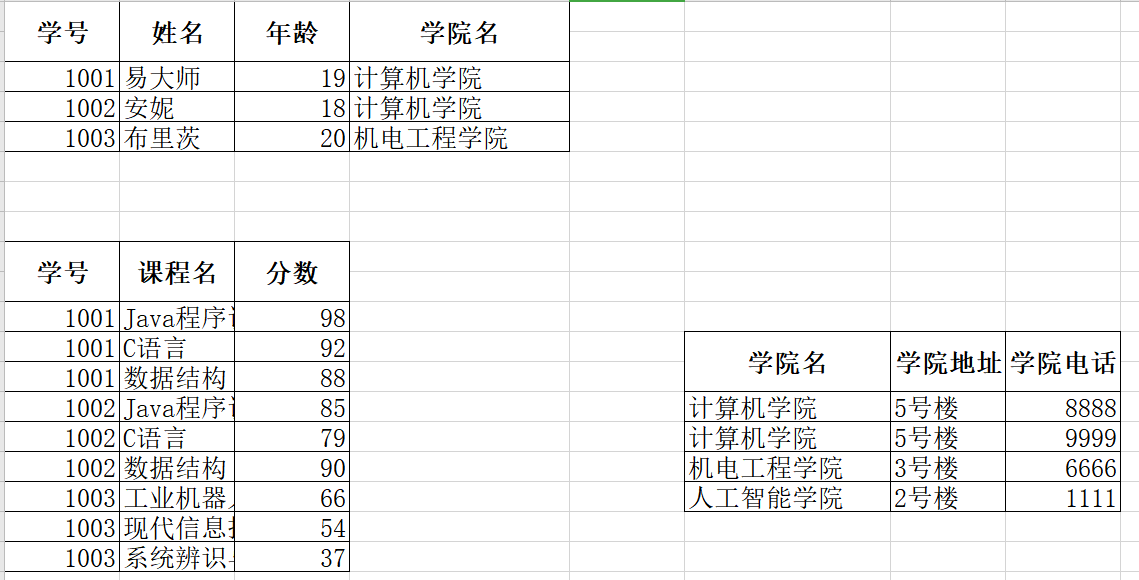 学号 姓名 年龄 学院名
1001 易大师 19 计算机学院
1002 安妮 18 计算机学院
1003 布里茨 20 机电工程学院
学号 课程名 分数
1001 Java程序 98
1001 C语言 92
1001 数据结构 88
1002 Java程序 85
1002 C语言 79
1002 数据结构 90
1003 工业机器 66
1003 现代信息 54
1003 系统辨识 37
学院名 学院地址 学院电话
计算机学院 5号楼 8888
计算机学院 5号楼 9999
机电工程学院 3号楼 6666
人工智能学院 2号楼 1111